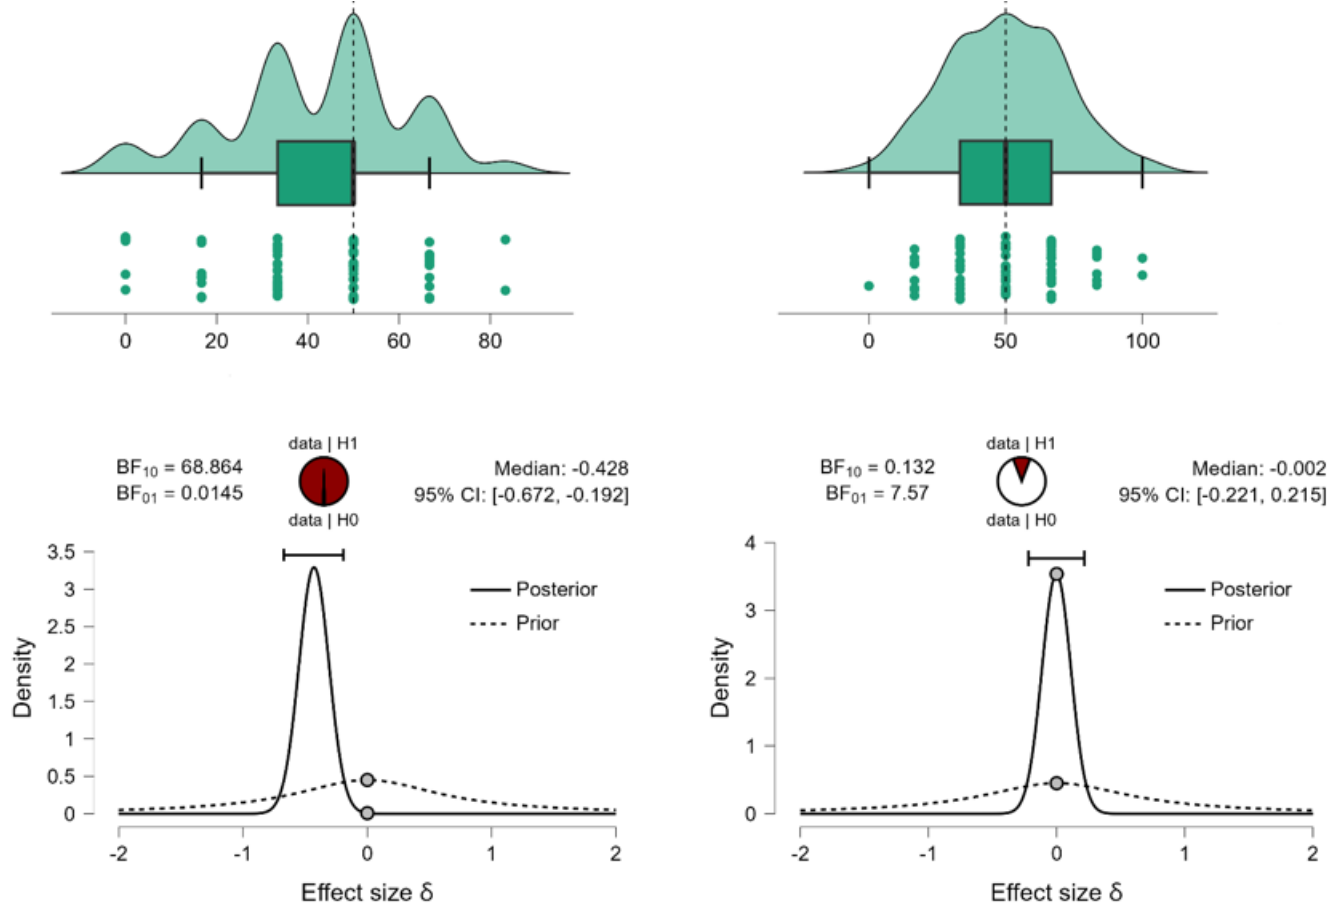 0 20 40 60 80
0 50 100
data | H1
BF10 = 68.864
BF01 = 0.0145
Median: -0.428
95% CI: [-0.672, -0.192]
data | H0
3.5
3
2.5
2
1.5
1
0.5
0
Density
Posterior
Prior
-2 -1 0 1 2
Effect size δ
data | H1
BF10 = 0.132
BF01 = 7.57
Median: -0.002
95% CI: [-0.221, 0.215]
data | H0
4
3
2
1
0
Density
Posterior
Prior
-2 -1 0 1 2
Effect size δ